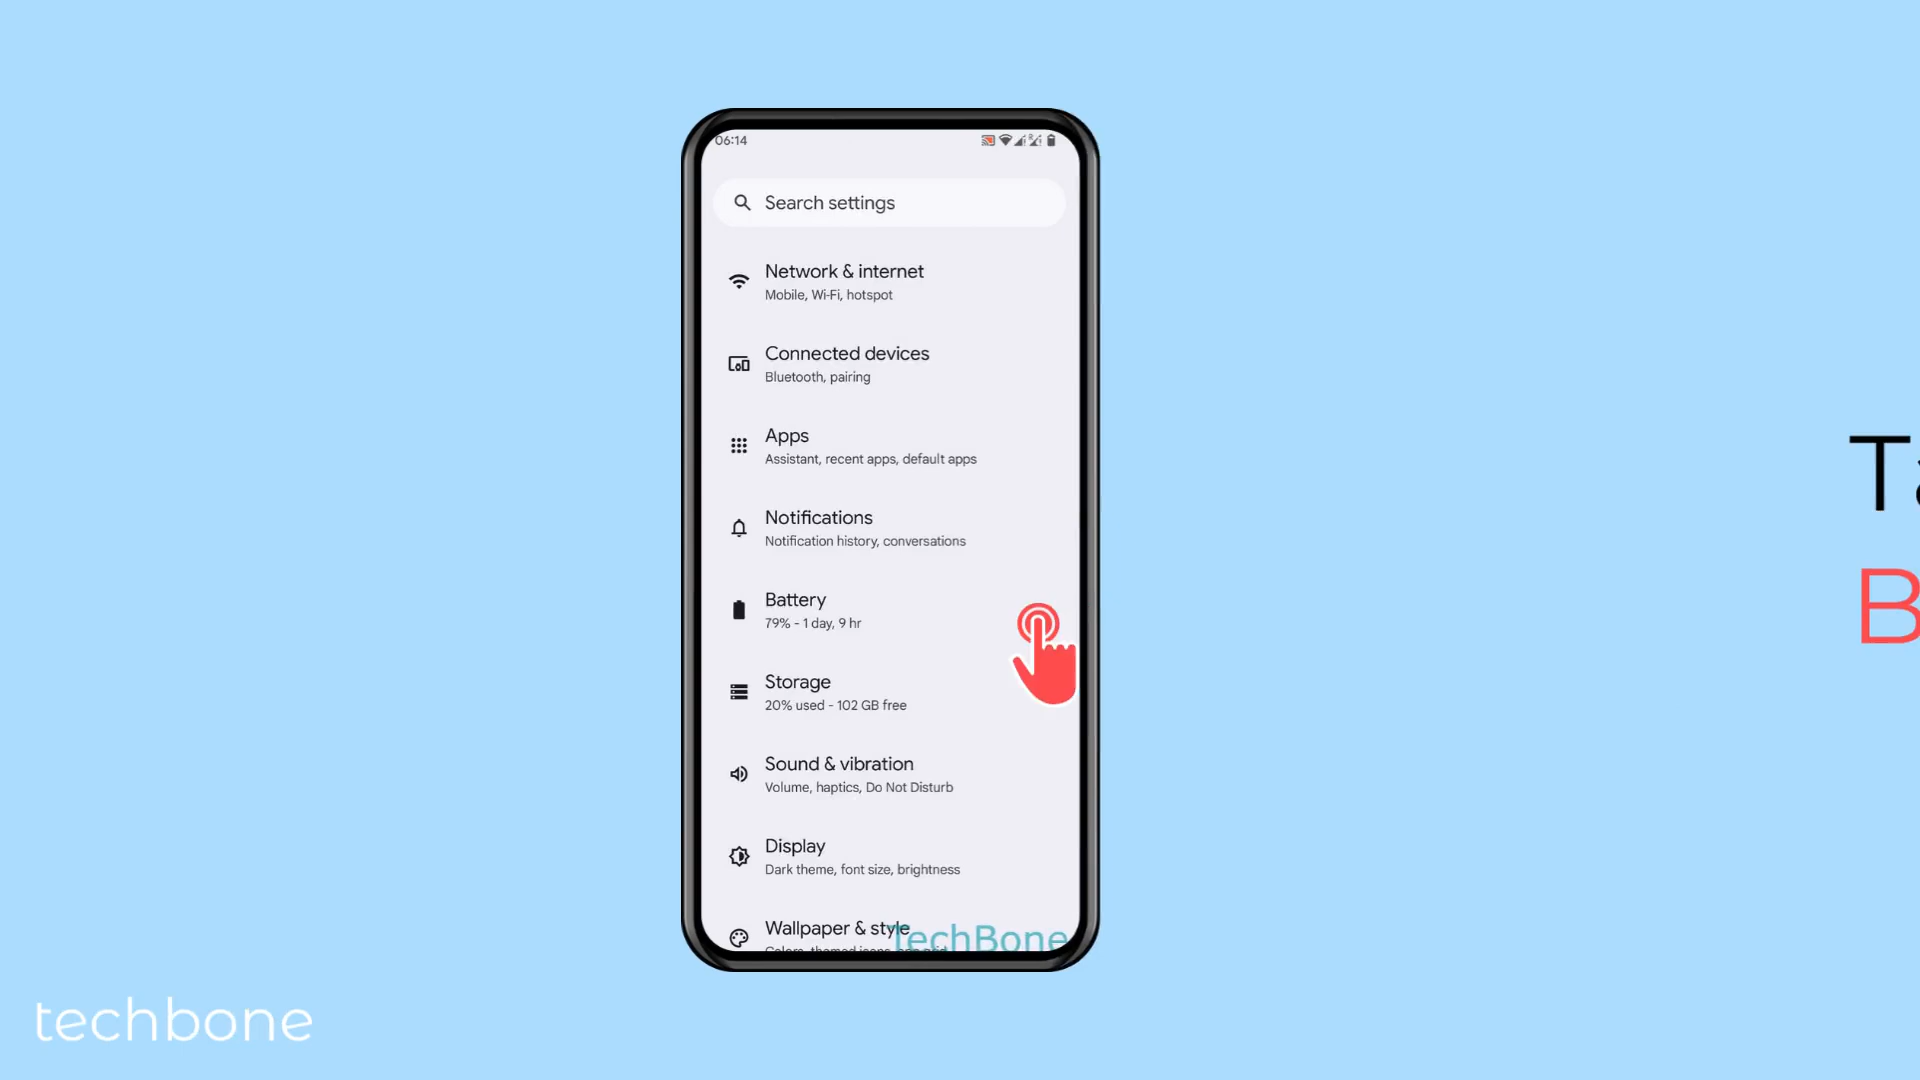 06:14
Search settings
Network & internet
Mobile, Wi-Fi, hotspot
Connected devices
Bluetooth, pairing
Apps
Assistant, recent apps, default apps
Notifications
Notification history, conversations
Battery
79% - 1 day, 9 hr
Storage
20% used - 102 GB free
Sound & vibration
Volume, haptics, Do Not Disturb
Display
Dark theme, font size, brightness
Wallpaper & style
TechBone
techbone